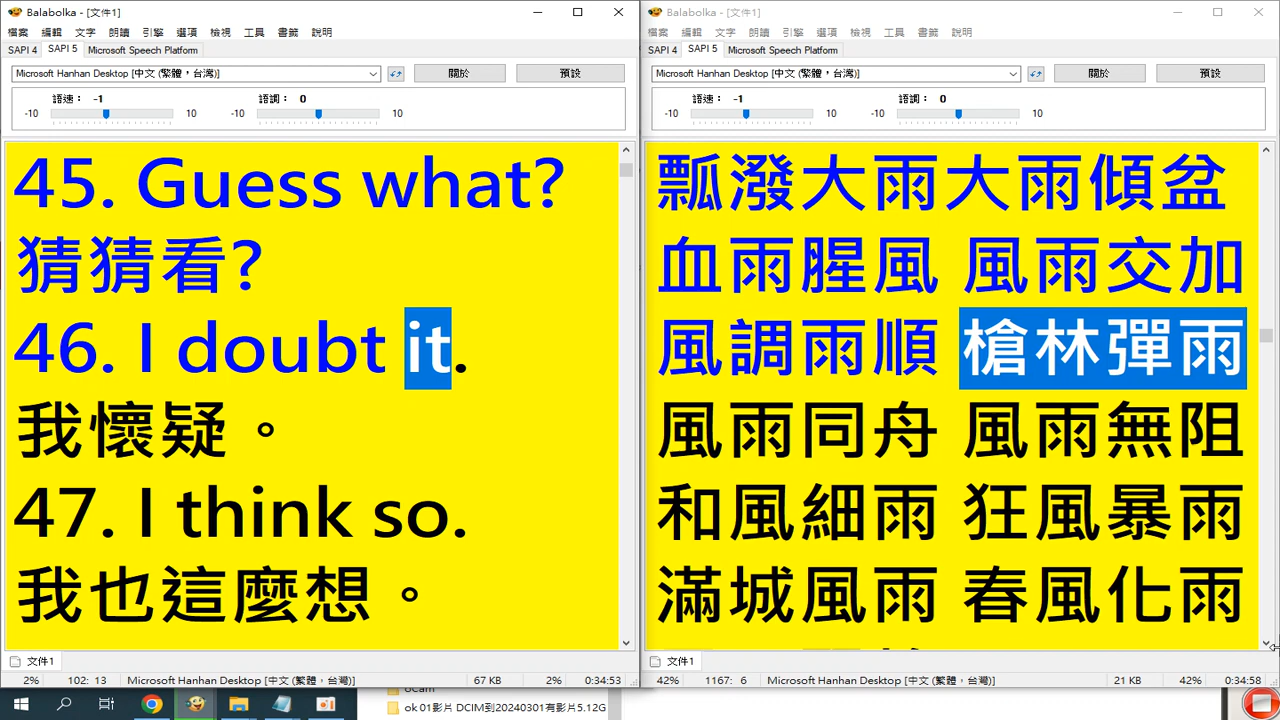 Balabolka - [文件1]
檔案 編輯 文字 朗讀 引擎 選項 檢視 工具 書籤 說明
SAPI 4 SAPI 5 Microsoft Speech Platform
Microsoft Hanhan Desktop [中文 (繁體，台灣)] 關於 預設
語速： -1 語調： 0
-10 10 -10 10
45. Guess what?
猜猜看?
46. I doubt it.
我懷疑。
47. I think so.
我也這麼想。
文件1
2% 102: 13 Microsoft Hanhan Desktop [中文 (繁體，台灣)] 67 KB 2% 0:34:53
Balabolka - [文件1]
檔案 編輯 文字 朗讀 引擎 選項 檢視 工具 書籤 說明
SAPI 4 SAPI 5 Microsoft Speech Platform
Microsoft Hanhan Desktop [中文 (繁體，台灣)] 關於 預設
語速： -1 語調： 0
-10 10 -10 10
瓢潑大雨大雨傾盆
血雨腥風 風雨交加
風調雨順 槍林彈雨
風雨同舟 風雨無阻
和風細雨 狂風暴雨
滿城風雨 春風化雨
文件1
42% 1167: 6 Microsoft Hanhan Desktop [中文 (繁體，台灣)] 21 KB 42% 0:34:58
oCam
ok 01影片 DCIM到20240301有影片5.12G